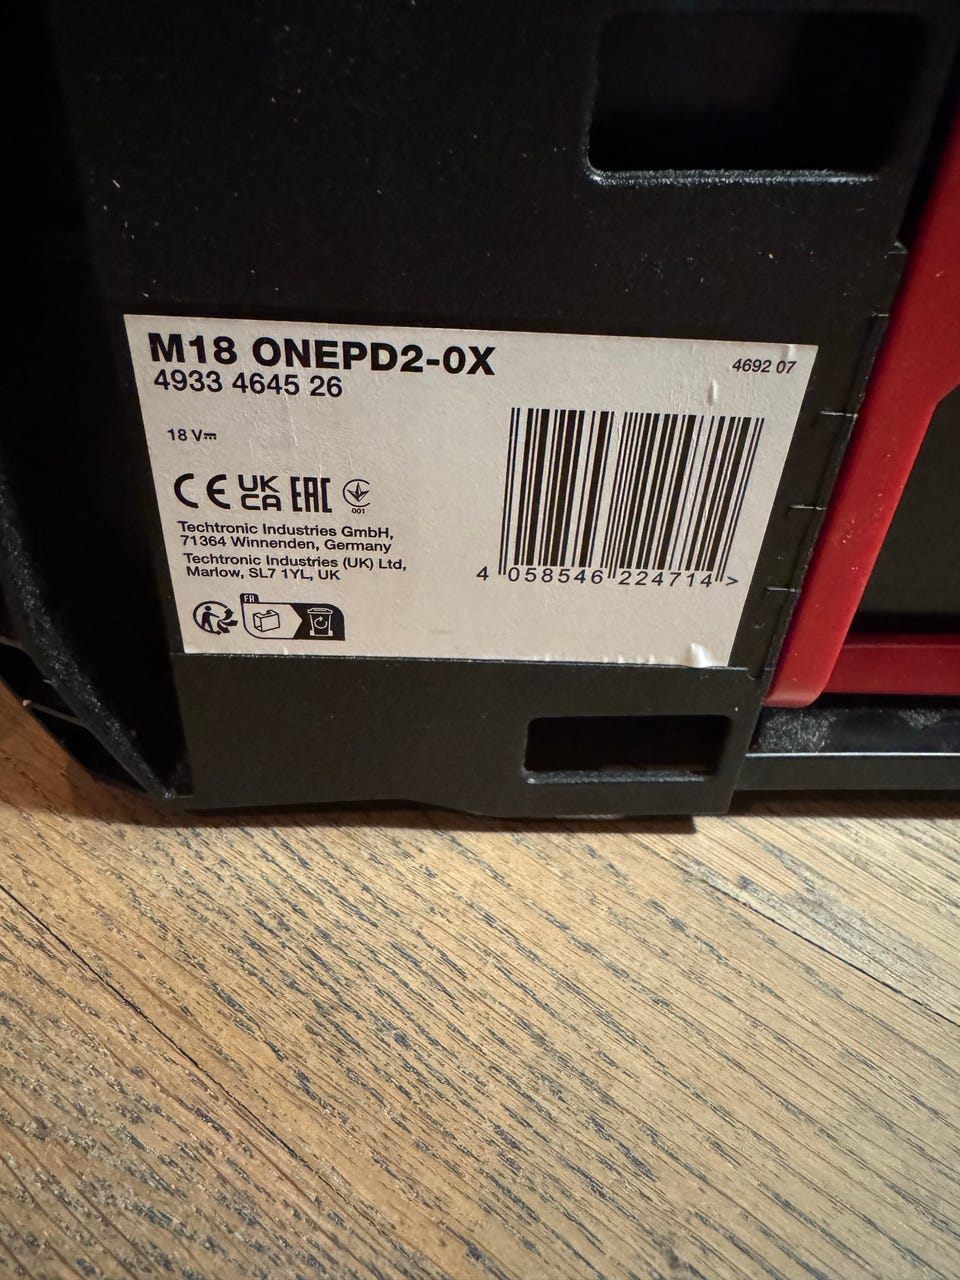 M18 ONEPD2-0X
4933 4645 26
4692 07
18 V⎓
CE UK CA EAC
001
Techtronic Industries GmbH,
71364 Winnenden, Germany
Techtronic Industries (UK) Ltd,
Marlow, SL7 1YL, UK
FR
4 058546 224714 >